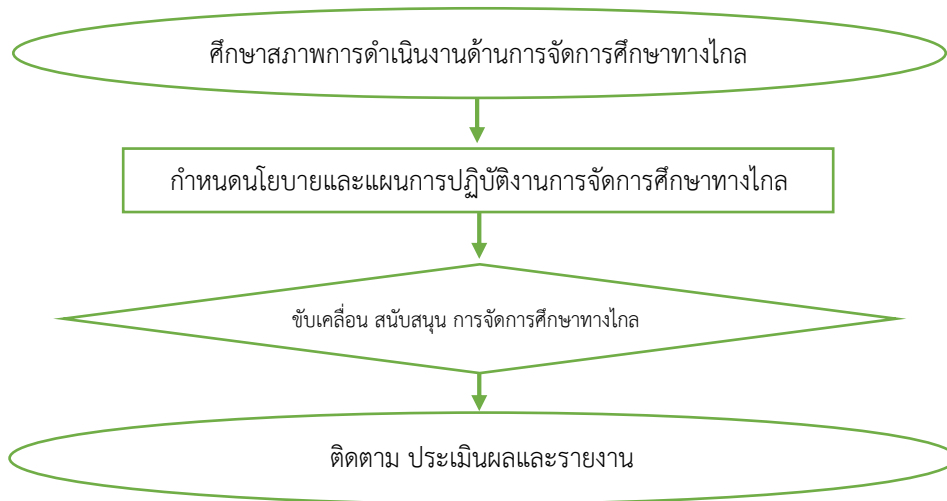 ศึกษาสภาพการดำเนินงานด้านการจัดการศึกษาทางไกล
กำหนดนโยบายและแผนการปฏิบัติงานการจัดการศึกษาทางไกล
ขับเคลื่อน สนับสนุน การจัดการศึกษาทางไกล
ติดตาม ประเมินผลและรายงาน